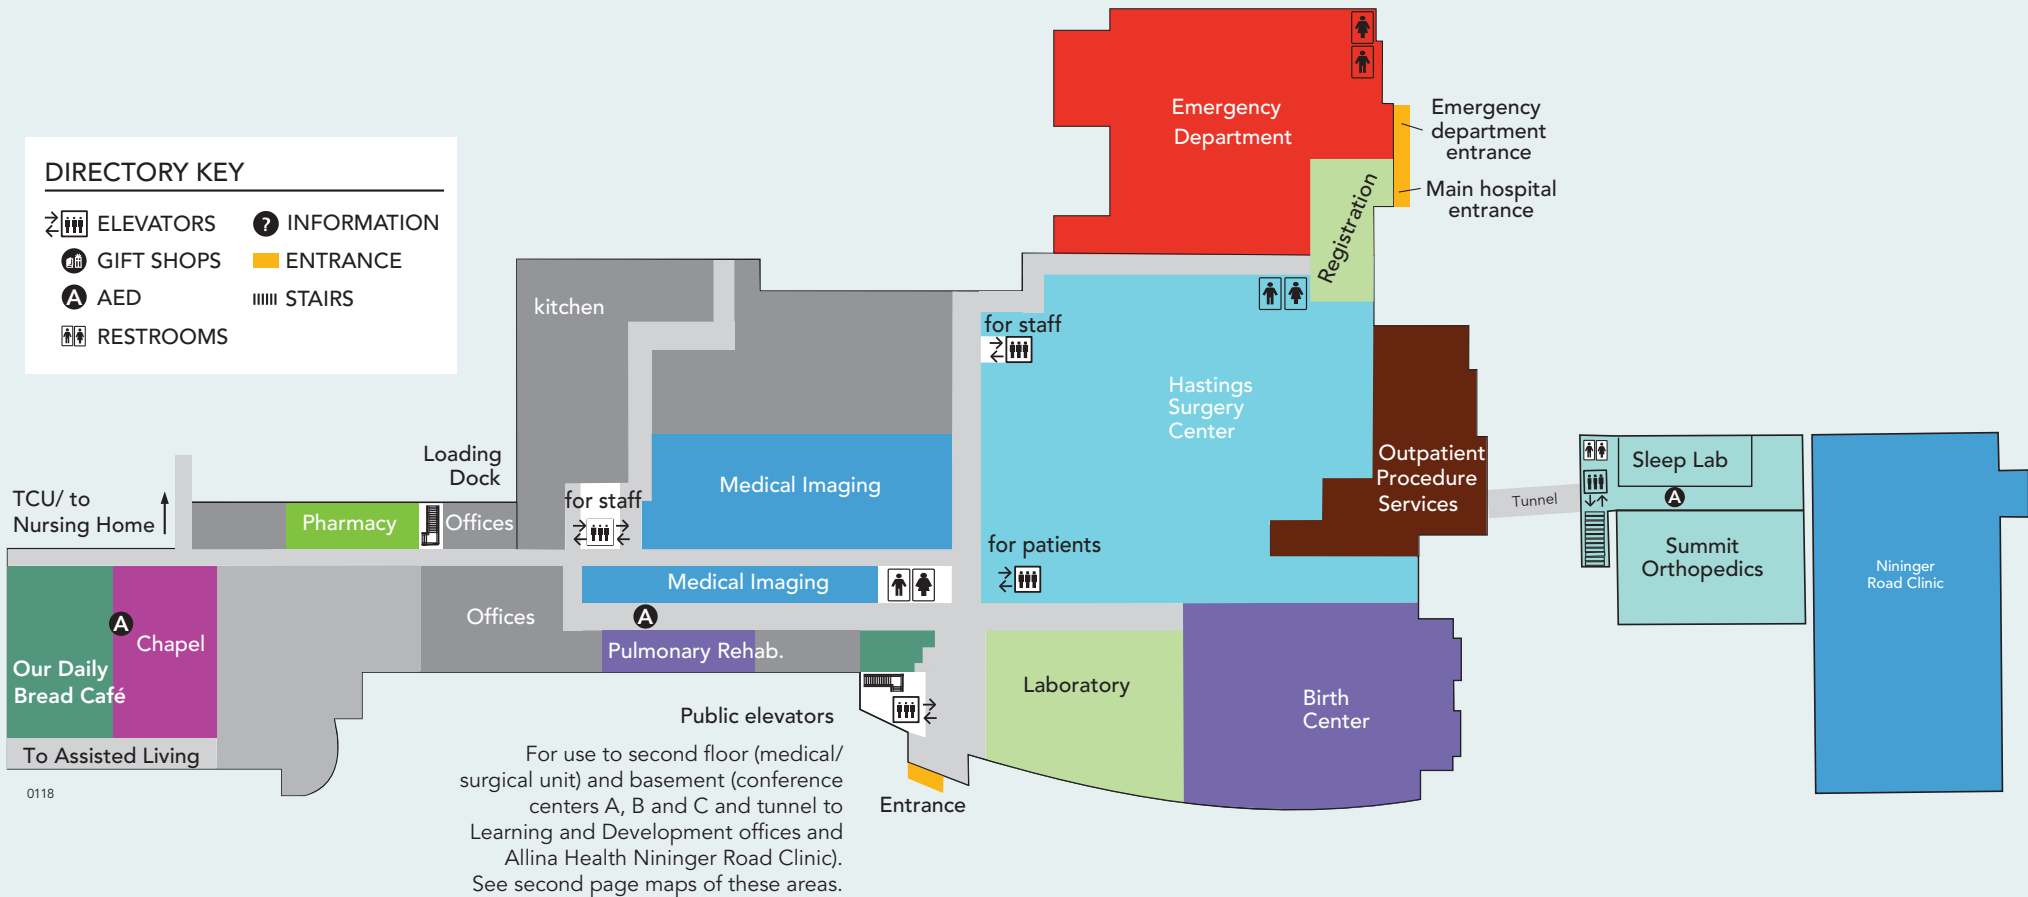 DIRECTORY KEY
ELEVATORS
? INFORMATION
GIFT SHOPS
ENTRANCE
A AED
STAIRS
RESTROOMS
Emergency
Department
Emergency
department
entrance
Main hospital
entrance
Registration
kitchen
for staff
Hastings
Surgery
Center
Loading
Dock
Medical Imaging
for staff
TCU/ to
Nursing Home
Pharmacy
Offices
Outpatient
Procedure
Services
Tunnel
Sleep Lab
A
Summit
Orthopedics
Nininger
Road Clinic
for patients
Medical Imaging
Offices
A
A
Chapel
Our Daily
Bread Café
Pulmonary Rehab.
Laboratory
Birth
Center
To Assisted Living
0118
Public elevators
For use to second floor (medical/
surgical unit) and basement (conference
centers A, B and C and tunnel to
Learning and Development offices and
Allina Health Nininger Road Clinic).
See second page maps of these areas.
Entrance